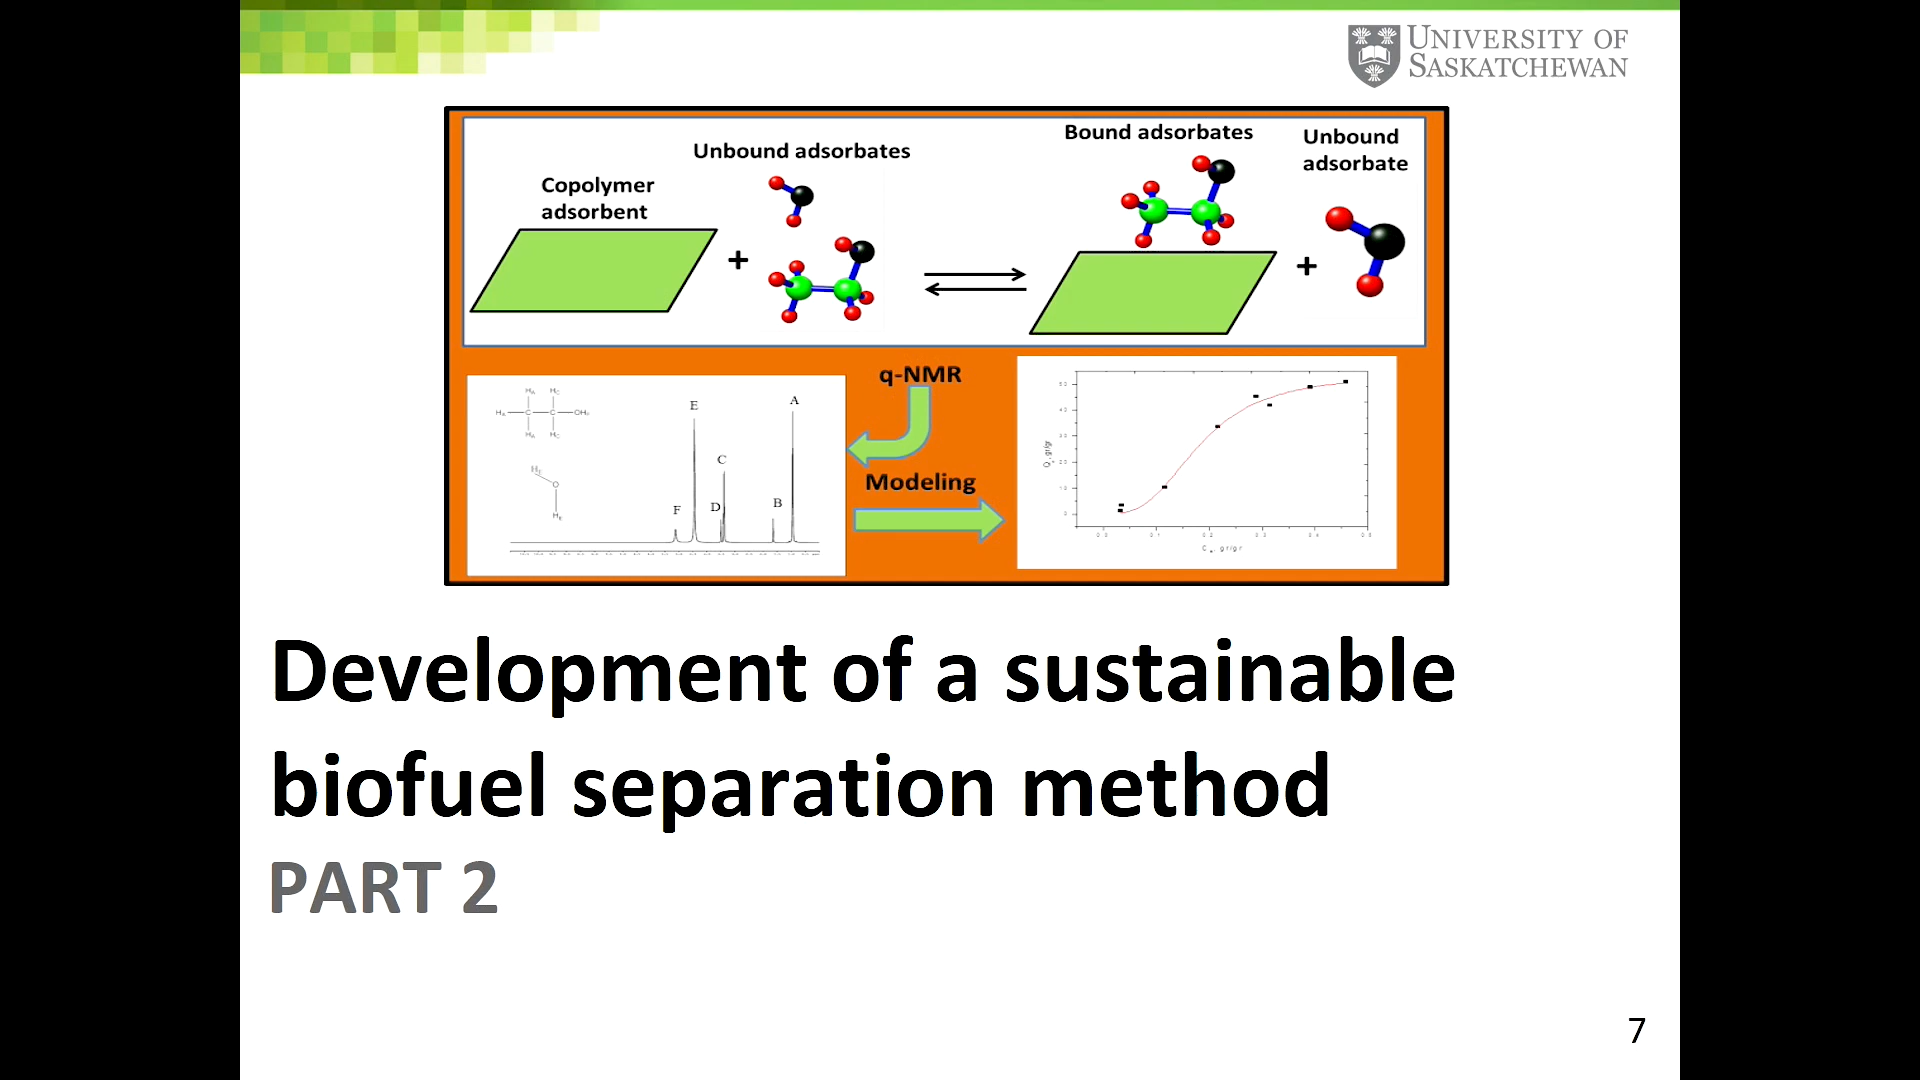 UNIVERSITY OF
SASKATCHEWAN
Copolymer
adsorbent
Unbound adsorbates
Bound adsorbates
Unbound
adsorbate
+
+
q-NMR
Modeling
E
A
C
F
D
B
Development of a sustainable
biofuel separation method
PART 2
7